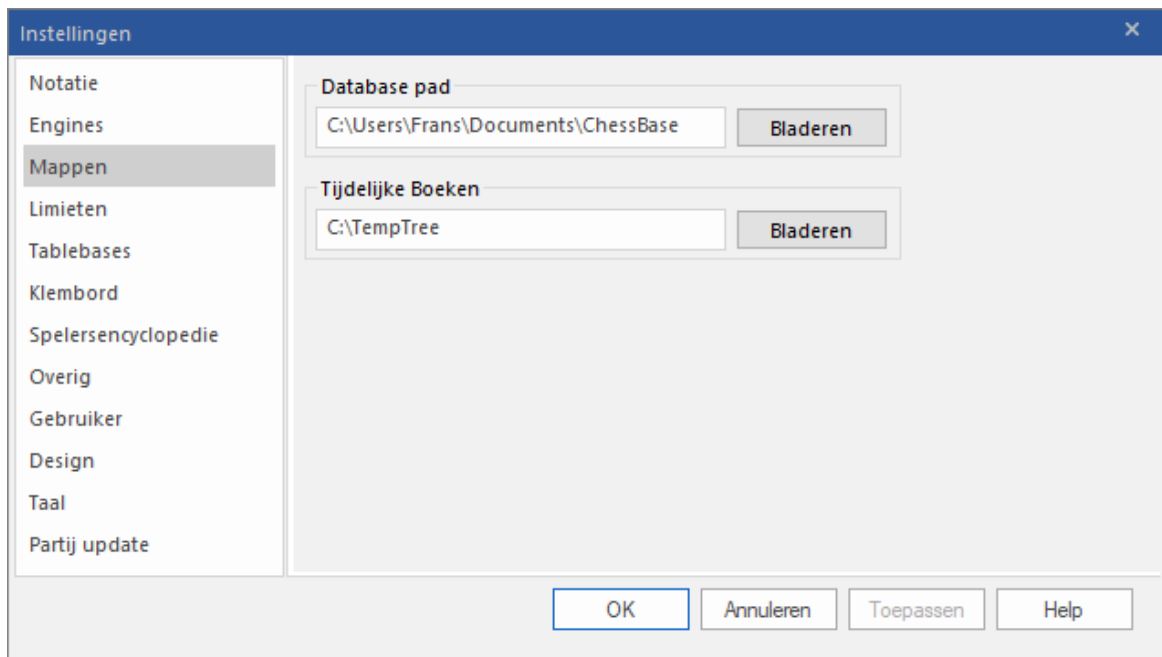 Instellingen
Notatie
Engines
Mappen
Limieten
Tablebases
Klembord
Spelersencyclopedie
Overig
Gebruiker
Design
Taal
Partij update
Database pad
C:\Users\Frans\Documents\ChessBase
Bladeren
Tijdelijke Boeken
C:\TempTree
Bladeren
OK
Annuleren
Toepassen
Help